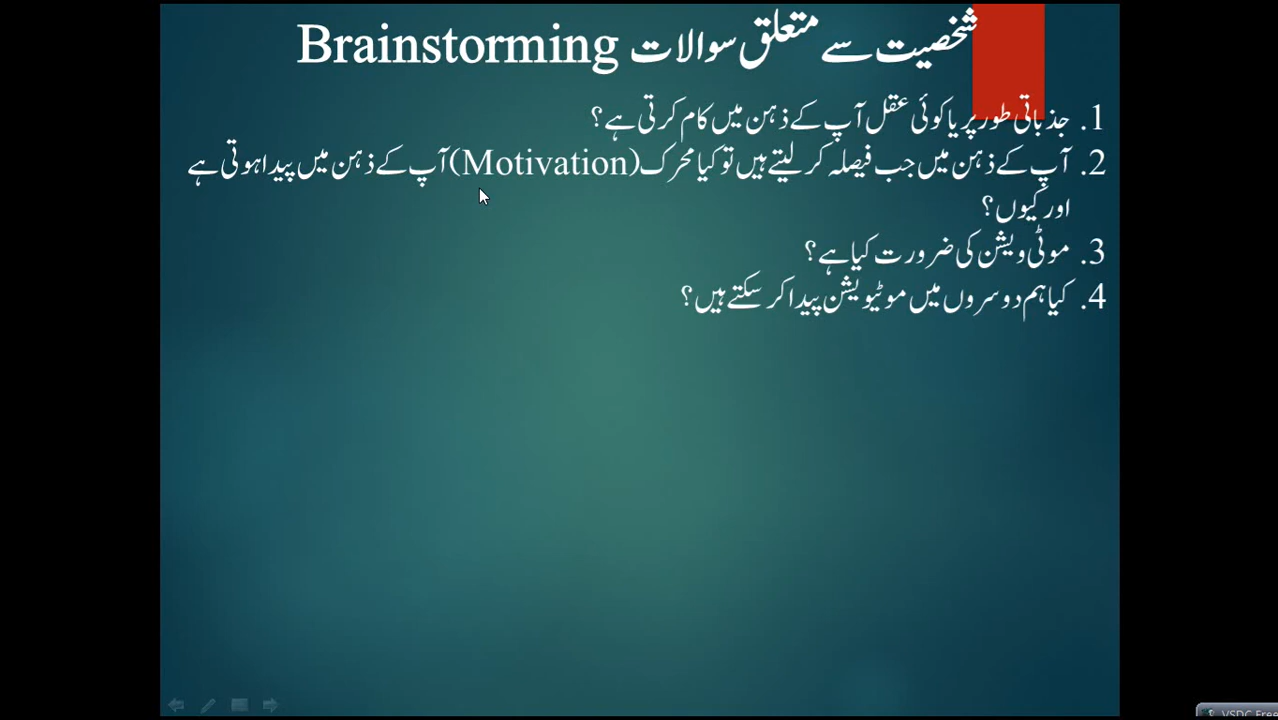 شخصیت سے متعلق سوالات Brainstorming
1. جذباتی طور پر یا کوئی عقل آپ کے ذہن میں کام کرتی ہے؟
2. آپ کے ذہن میں جب فیصلہ کر لیتے ہیں تو کیا محرک (Motivation) آپ کے ذہن میں پیدا ہوتی ہے
اور کیوں؟
3. موٹی ویشن کی ضرورت کیا ہے؟
4. کیا ہم دوسروں میں موٹیویشن پیدا کر سکتے ہیں؟
VSDC Free